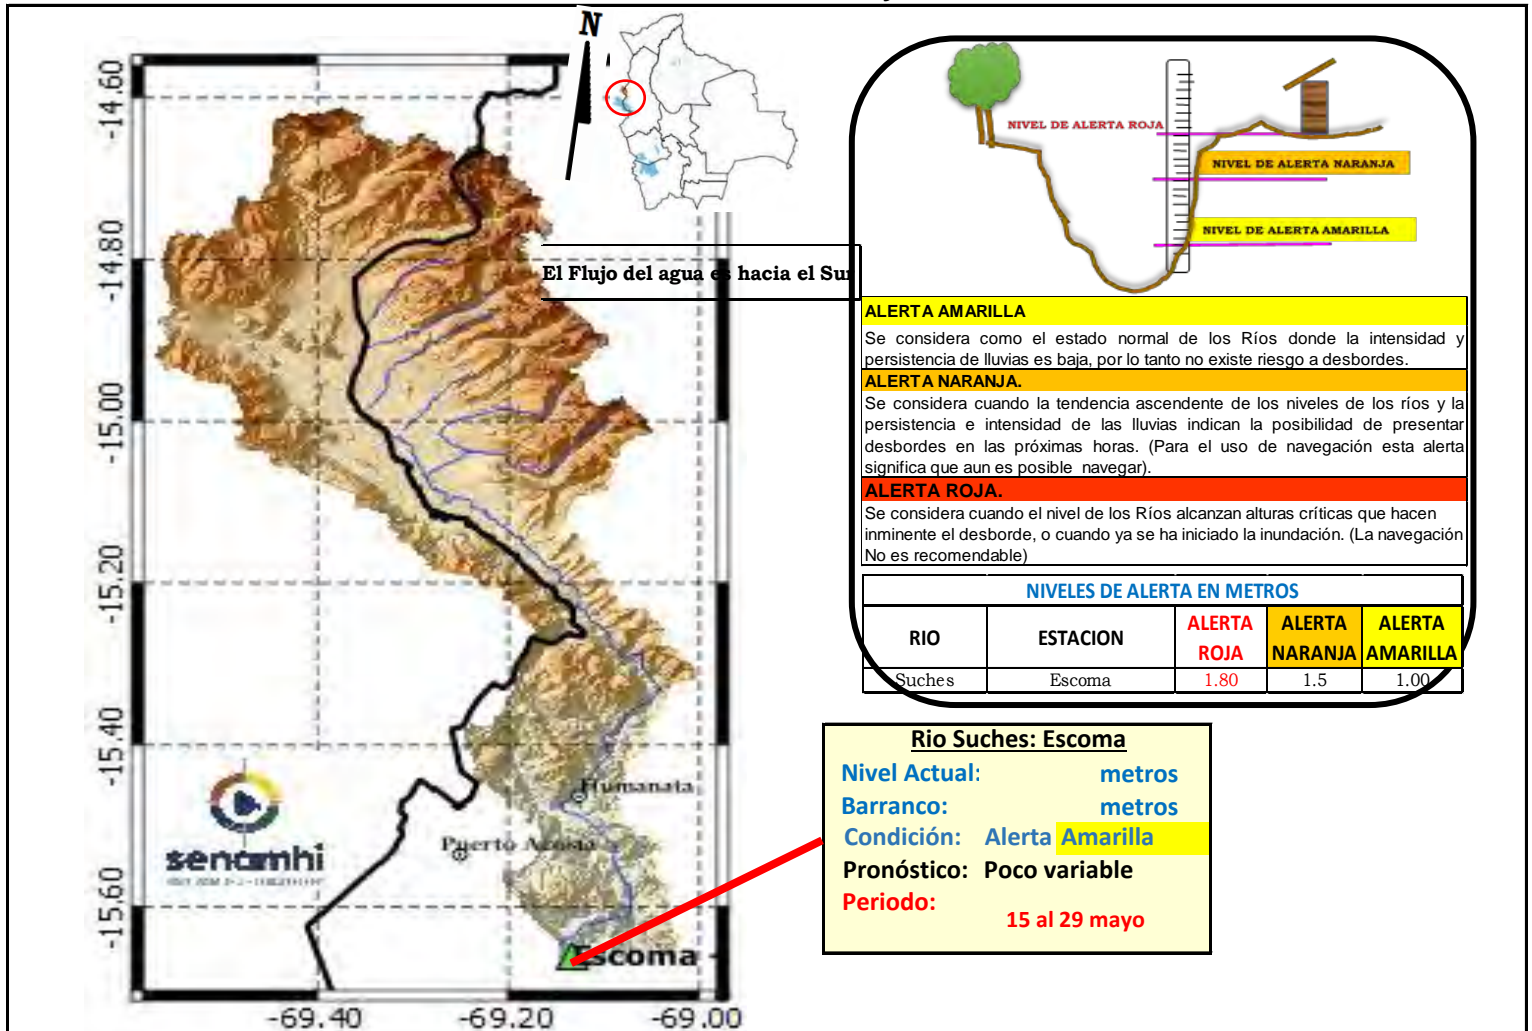 N
-14.60
-14.80
-15.00
-15.20
-15.40
-15.60
-69.40
-69.20
-69.00
El Flujo del agua es hacia el Sur
Humanata
Puerto Acosta
Escoma
senamhi
NIVEL DE ALERTA ROJA
NIVEL DE ALERTA NARANJA
NIVEL DE ALERTA AMARILLA
ALERTA AMARILLA
Se considera como el estado normal de los Ríos donde la intensidad y
persistencia de lluvias es baja, por lo tanto no existe riesgo a desbordes.
ALERTA NARANJA.
Se considera cuando la tendencia ascendente de los niveles de los ríos y la
persistencia e intensidad de las lluvias indican la posibilidad de presentar
desbordes en las próximas horas. (Para el uso de navegación esta alerta
significa que aun es posible navegar).
ALERTA ROJA.
Se considera cuando el nivel de los Ríos alcanzan alturas críticas que hacen
inminente el desborde, o cuando ya se ha iniciado la inundación. (La navegación
No es recomendable)
NIVELES DE ALERTA EN METROS
RIO ESTACION ALERTA ROJA ALERTA NARANJA ALERTA AMARILLA
Suches Escoma 1.80 1.5 1.00
Rio Suches: Escoma
Nivel Actual: metros
Barranco: metros
Condición: Alerta Amarilla
Pronóstico: Poco variable
Periodo:
15 al 29 mayo